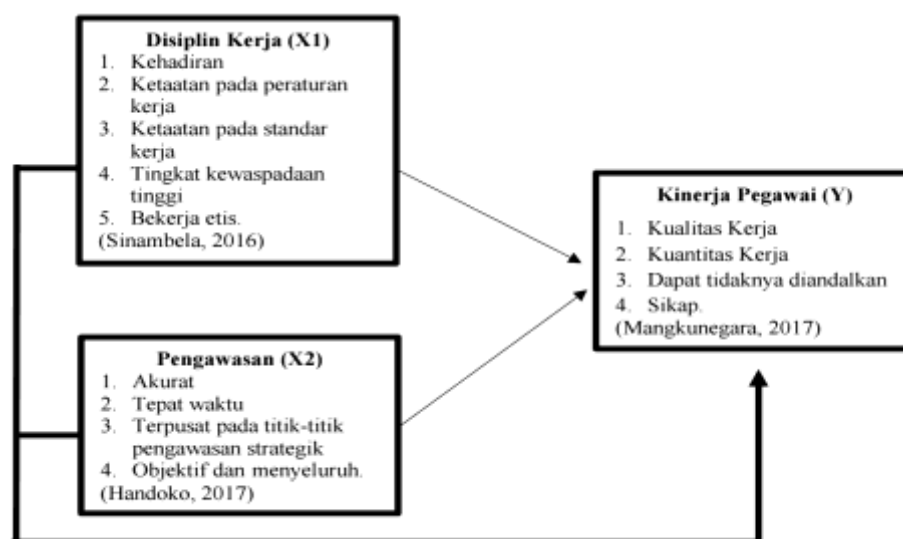 Disiplin Kerja (X1)
1. Kehadiran
2. Ketaatan pada peraturan
kerja
3. Ketaatan pada standar
kerja
4. Tingkat kewaspadaan
tinggi
5. Bekerja etis.
(Sinambela, 2016)
Kinerja Pegawai (Y)
1. Kualitas Kerja
2. Kuantitas Kerja
3. Dapat tidaknya diandalkan
4. Sikap.
(Mangkunegara, 2017)
Pengawasan (X2)
1. Akurat
2. Tepat waktu
3. Terpusat pada titik-titik
pengawasan strategik
4. Objektif dan menyeluruh.
(Handoko, 2017)